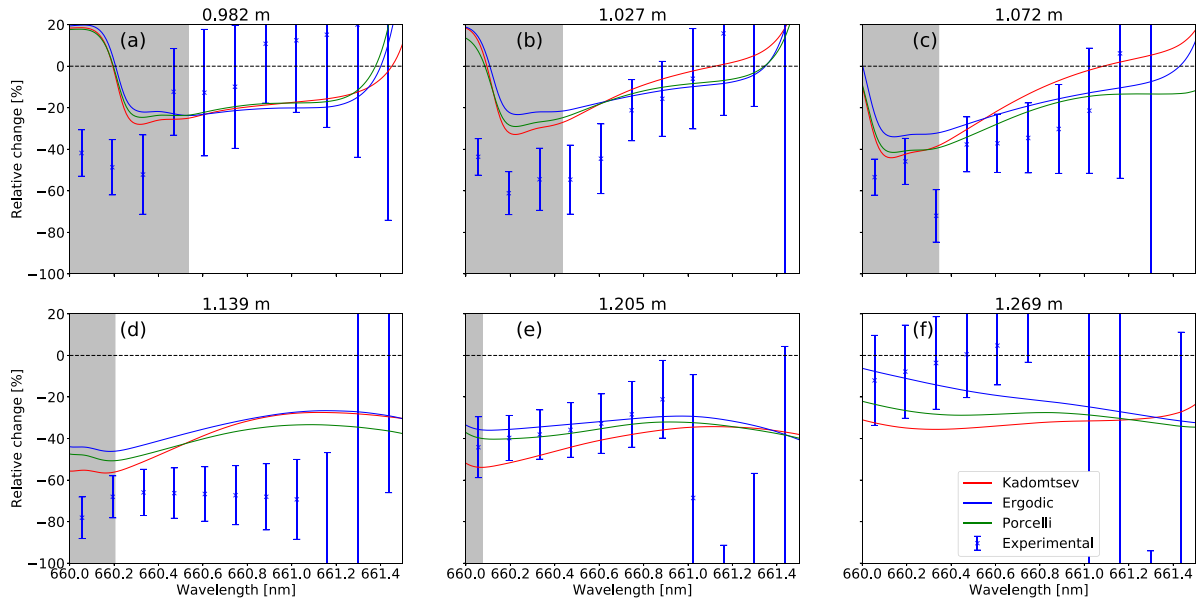 0.982 m
1.027 m
1.072 m
(a)
(b)
(c)
20
0
−20
−40
−60
−80
−100
Relative change [%]
1.139 m
1.205 m
1.269 m
(d)
(e)
(f)
20
0
−20
−40
−60
−80
−100
Relative change [%]
Kadomtsev
Ergodic
Porcelli
Experimental
660.0 660.2 660.4 660.6 660.8 661.0 661.2 661.4
660.0 660.2 660.4 660.6 660.8 661.0 661.2 661.4
660.0 660.2 660.4 660.6 660.8 661.0 661.2 661.4
Wavelength [nm]
Wavelength [nm]
Wavelength [nm]